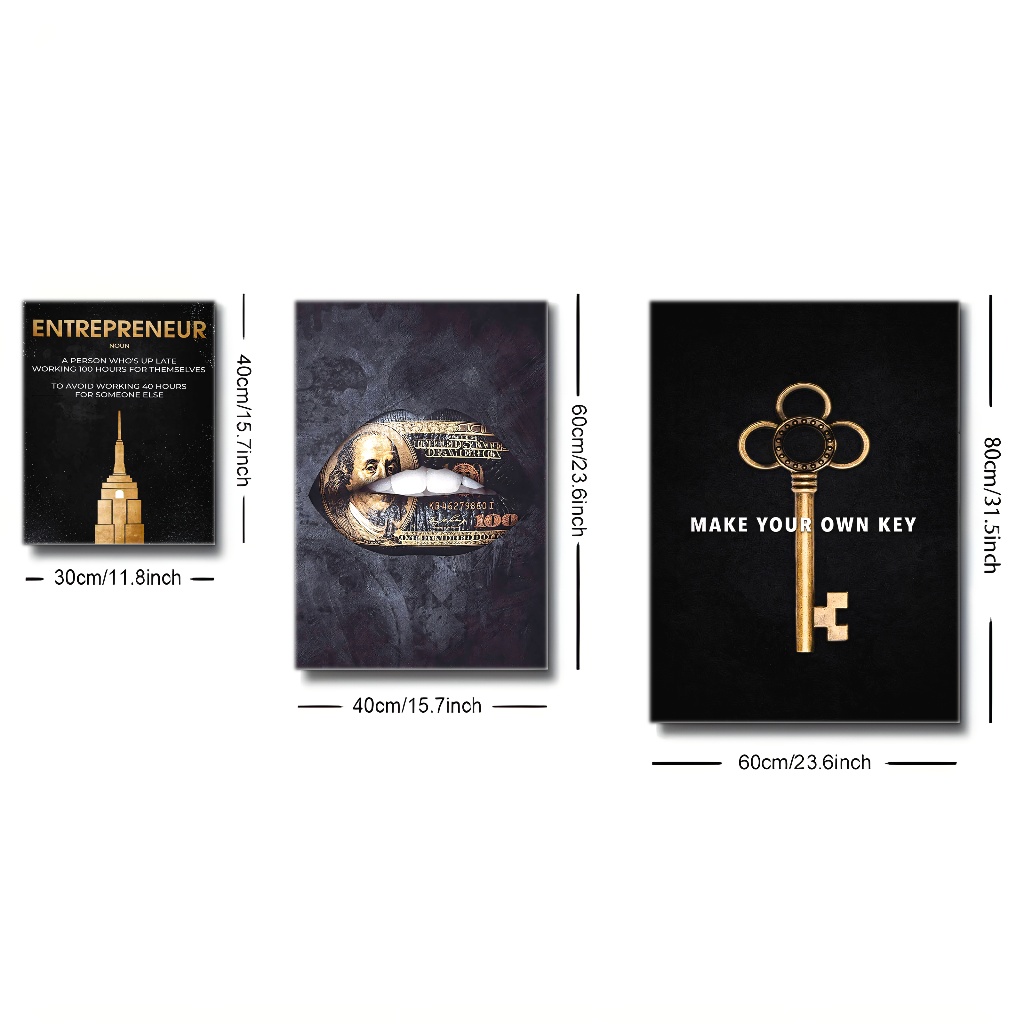 ENTREPRENEUR
NOUN
A PERSON WHO'S UP LATE
WORKING 100 HOURS FOR THEMSELVES
TO AVOID WORKING 40 HOURS
FOR SOMEONE ELSE
40cm/15.7inch
30cm/11.8inch
KB46279860I
100
60cm/23.6inch
40cm/15.7inch
MAKE YOUR OWN KEY
80cm/31.5inch
60cm/23.6inch